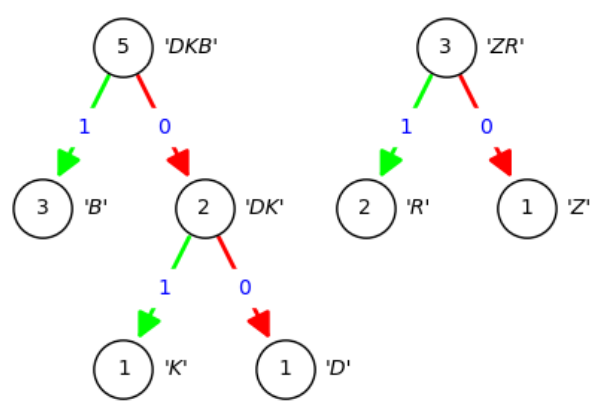 5 'DKB' 3 'ZR'
1 0 1 0
3 'B' 2 'DK' 2 'R' 1 'Z'
1 0
1 'K' 1 'D'